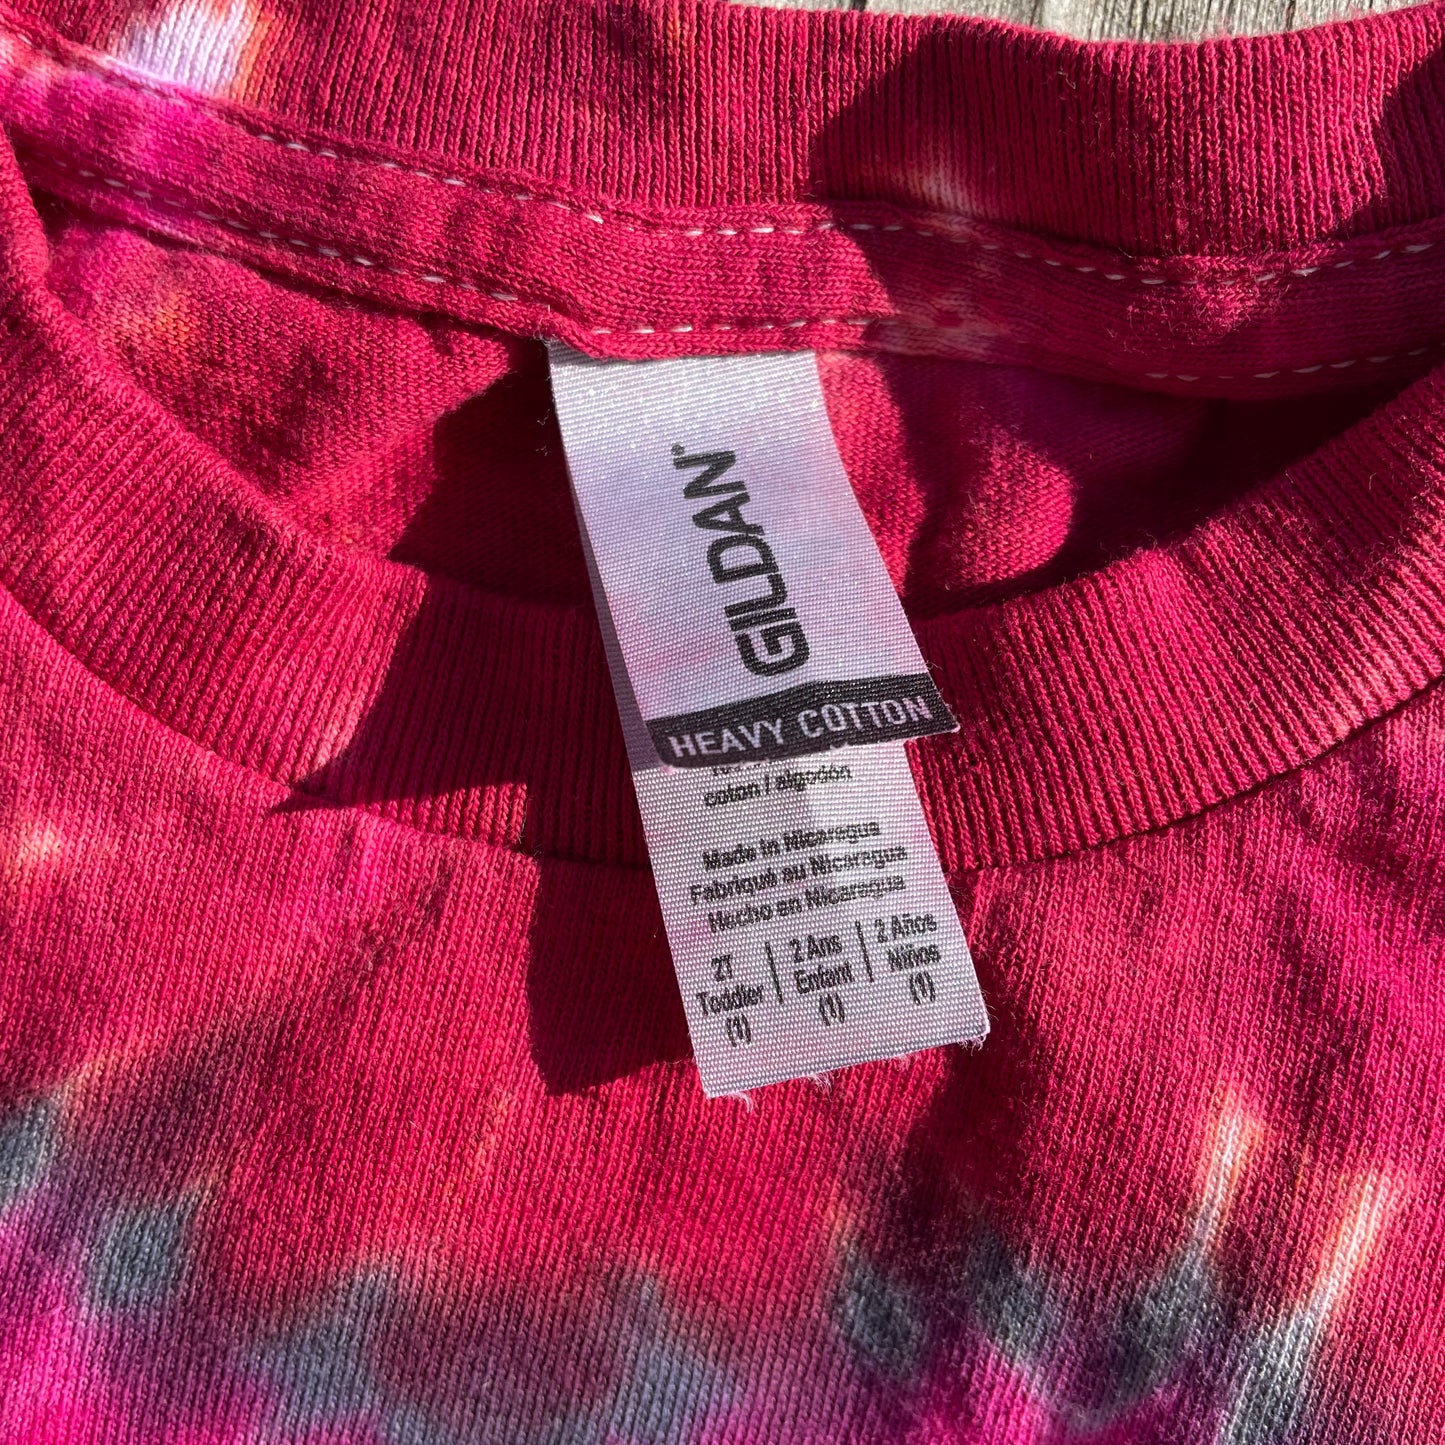 GILDAN®
HEAVY COTTON
coton / algodón
Made in Nicaragua
Fabriqué au Nicaragua
Hecho en Nicaragua
2T
Toddler
(1)
2 Ans
Enfant
(1)
2 Años
Niños
(1)